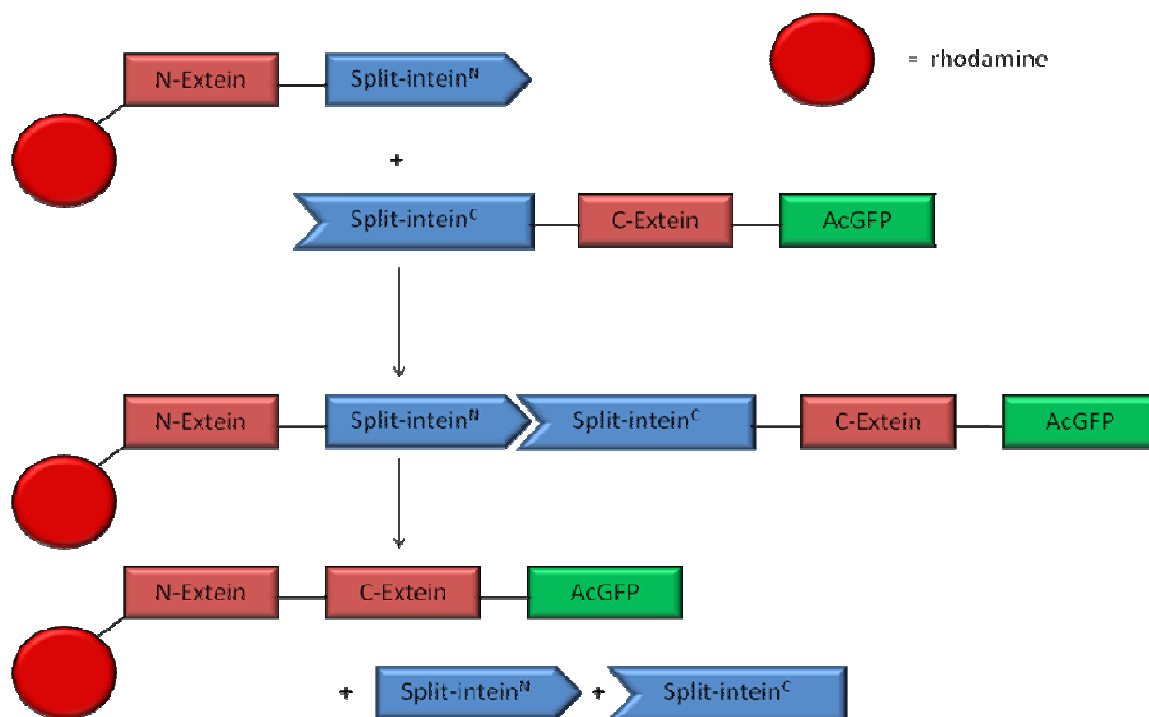 N-Extein Split-intein^N = rhodamine
+
Split-intein^C C-Extein AcGFP
N-Extein Split-intein^N Split-intein^C C-Extein AcGFP
N-Extein C-Extein AcGFP
+ Split-intein^N + Split-intein^C